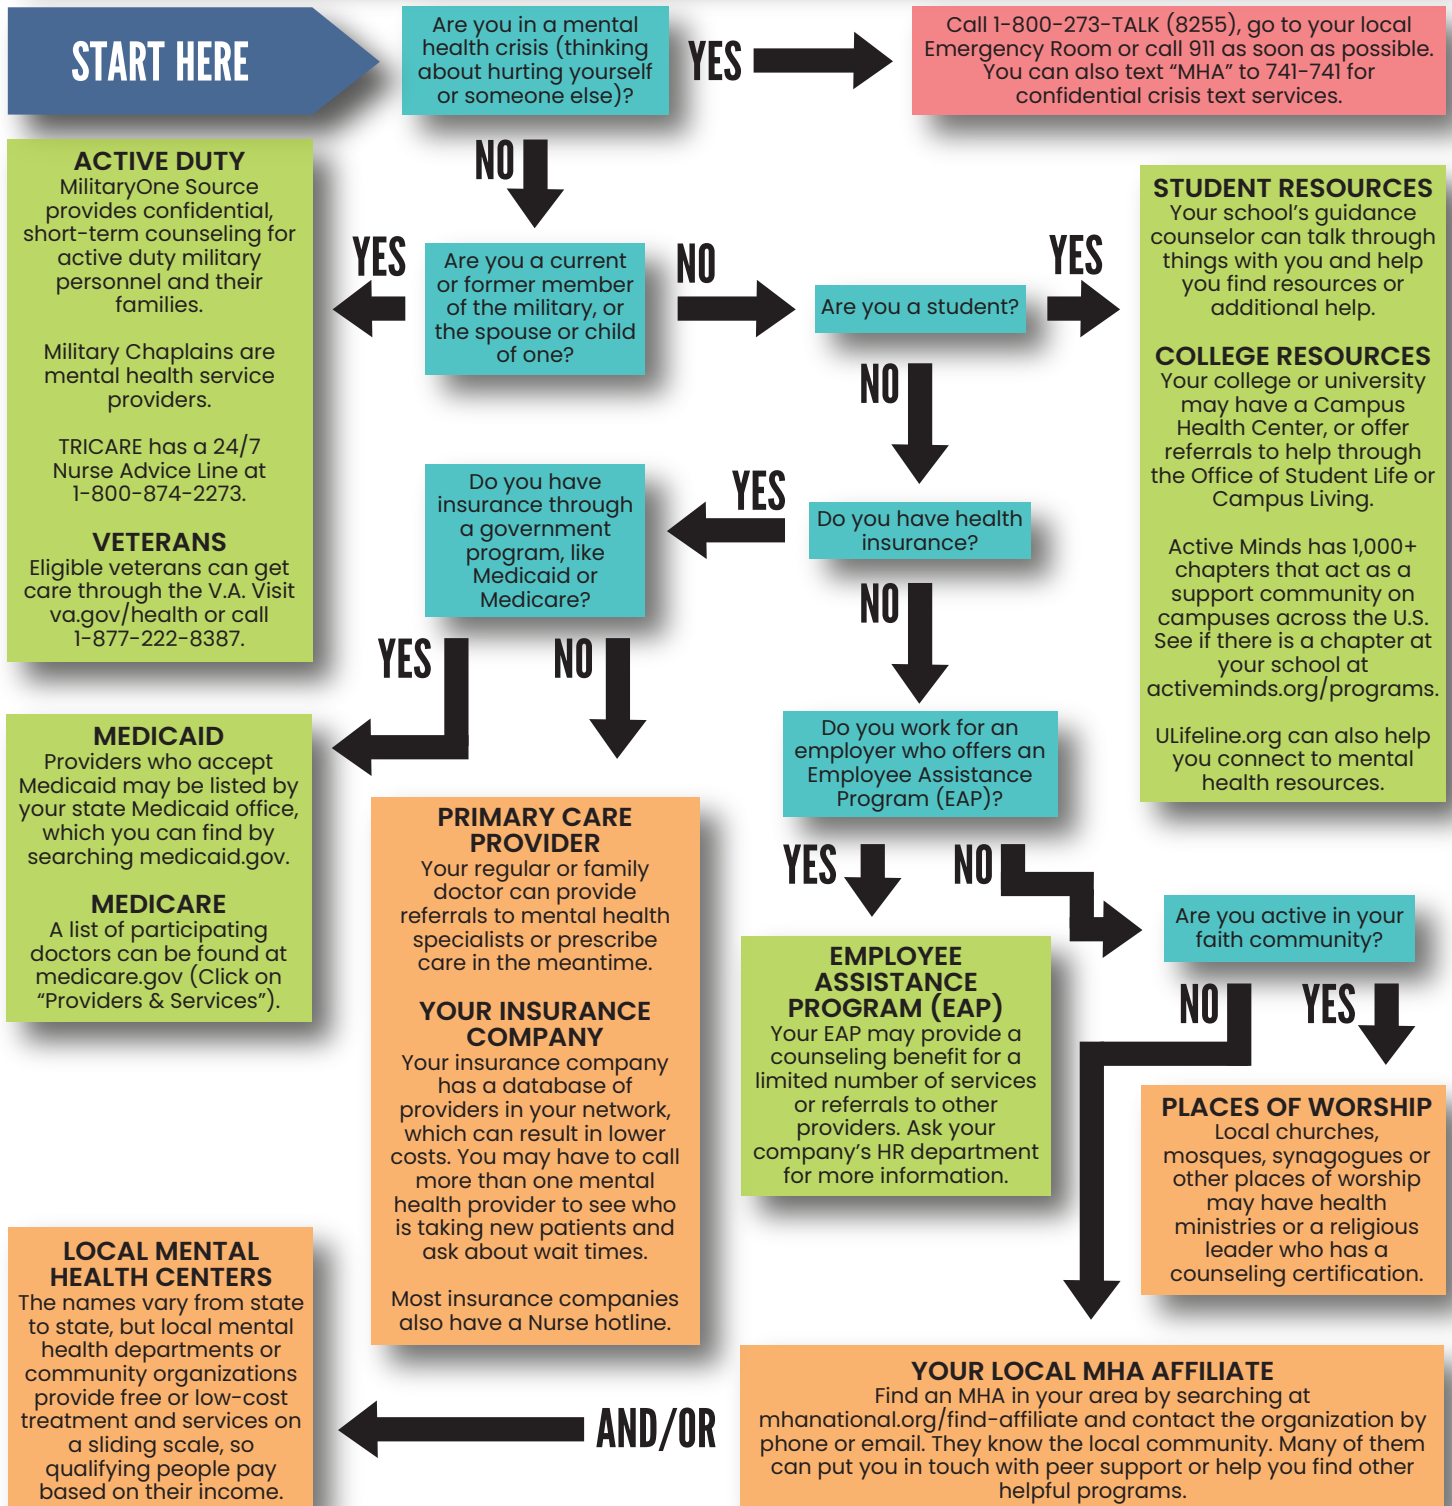 START HERE
Are you in a mental
health crisis (thinking
about hurting yourself
or someone else)?
YES
Call 1-800-273-TALK (8255), go to your local
Emergency Room or call 911 as soon as possible.
You can also text “MHA” to 741-741 for
confidential crisis text services.
NO
ACTIVE DUTY
MilitaryOne Source
provides confidential,
short-term counseling for
active duty military
personnel and their
families.
Military Chaplains are
mental health service
providers.
TRICARE has a 24/7
Nurse Advice Line at
1-800-874-2273.
VETERANS
Eligible veterans can get
care through the V.A. Visit
va.gov/health or call
1-877-222-8387.
YES
Are you a current
or former member
of the military, or
the spouse or child
of one?
NO
Are you a student?
YES
STUDENT RESOURCES
Your school’s guidance
counselor can talk through
things with you and help
you find resources or
additional help.
COLLEGE RESOURCES
Your college or university
may have a Campus
Health Center, or offer
referrals to help through
the Office of Student Life or
Campus Living.
Active Minds has 1,000+
chapters that act as a
support community on
campuses across the U.S.
See if there is a chapter at
your school at
activeminds.org/programs.
ULifeline.org can also help
you connect to mental
health resources.
NO
Do you have health
insurance?
YES
Do you have
insurance through
a government
program, like
Medicaid or
Medicare?
YES
NO
MEDICAID
Providers who accept
Medicaid may be listed by
your state Medicaid office,
which you can find by
searching medicaid.gov.
MEDICARE
A list of participating
doctors can be found at
medicare.gov (Click on
“Providers & Services”).
PRIMARY CARE
PROVIDER
Your regular or family
doctor can provide
referrals to mental health
specialists or prescribe
care in the meantime.
YOUR INSURANCE
COMPANY
Your insurance company
has a database of
providers in your network,
which can result in lower
costs. You may have to call
more than one mental
health provider to see who
is taking new patients and
ask about wait times.
Most insurance companies
also have a Nurse hotline.
NO
Do you work for an
employer who offers an
Employee Assistance
Program (EAP)?
YES
NO
EMPLOYEE
ASSISTANCE
PROGRAM (EAP)
Your EAP may provide a
counseling benefit for a
limited number of services
or referrals to other
providers. Ask your
company’s HR department
for more information.
Are you active in your
faith community?
NO
YES
PLACES OF WORSHIP
Local churches,
mosques, synagogues or
other places of worship
may have health
ministries or a religious
leader who has a
counseling certification.
YOUR LOCAL MHA AFFILIATE
Find an MHA in your area by searching at
mhanational.org/find-affiliate and contact the organization by
phone or email. They know the local community. Many of them
can put you in touch with peer support or help you find other
helpful programs.
AND/OR
LOCAL MENTAL
HEALTH CENTERS
The names vary from state
to state, but local mental
health departments or
community organizations
provide free or low-cost
treatment and services on
a sliding scale, so
qualifying people pay
based on their income.